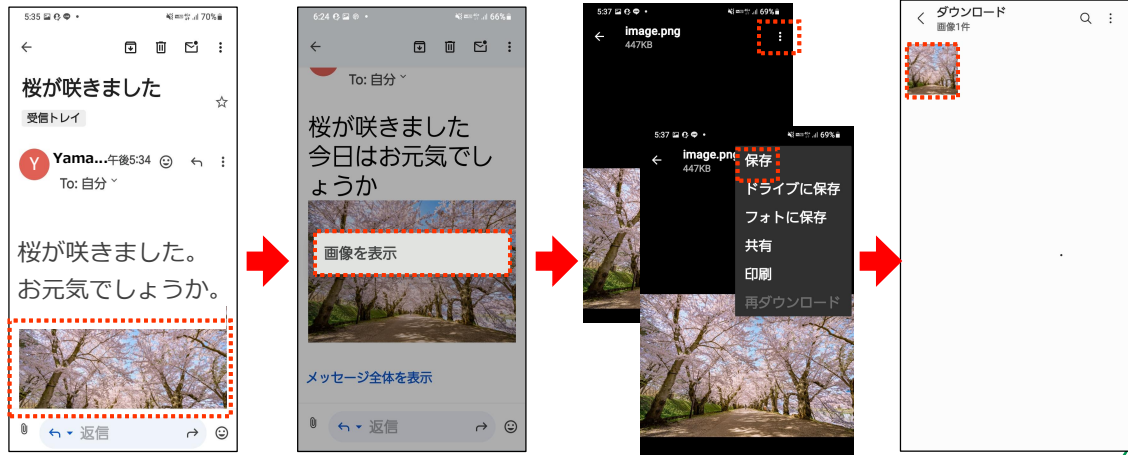 5:35
70%
桜が咲きました
受信トレイ
Y
Yama...午後5:34
To: 自分
桜が咲きました。
お元気でしょうか。
返信
6:24
66%
To: 自分
桜が咲きました
今日はお元気でし
ょうか
画像を表示
メッセージ全体を表示
返信
5:37
69%
image.png
447KB
5:37
69%
image.png
447KB
保存
ドライブに保存
フォトに保存
共有
印刷
再ダウンロード
ダウンロード
画像1件